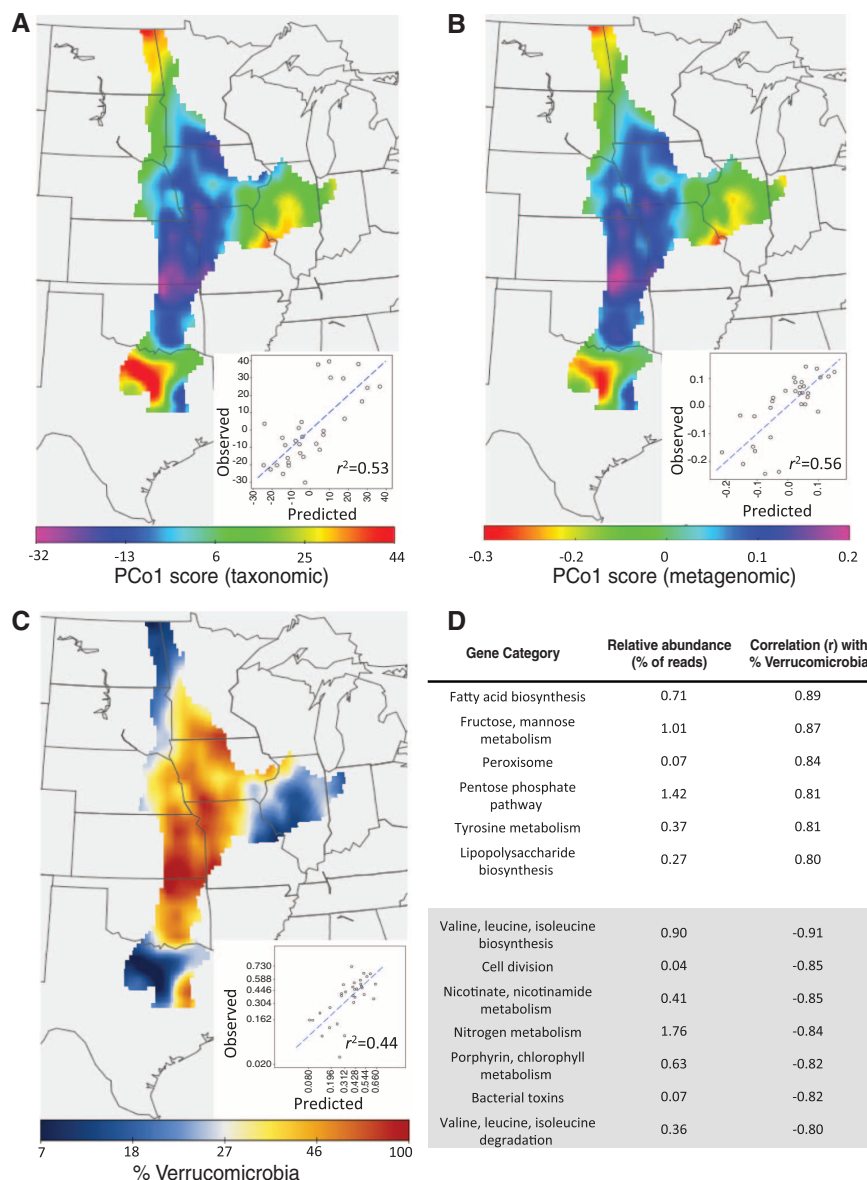 A
40
30
20
10
0
-10
-20
-30
Observed
r²=0.53
-30
-20
-10
0
10
20
30
40
Predicted
-32
-13
6
25
44
PCo1 score (taxonomic)
B
0.1
0.0
-0.1
-0.2
Observed
r²=0.56
-0.2
-0.1
0.0
0.1
Predicted
-0.3
-0.2
0
0.1
0.2
PCo1 score (metagenomic)
C
0.730
0.588
0.446
0.304
0.162
0.020
Observed
r²=0.44
0.080
0.196
0.312
0.428
0.544
0.660
Predicted
7
18
27
46
100
% Verrucomicrobia
D
Gene Category Relative abundance (% of reads) Correlation (r) with % Verrucomicrobia
Fatty acid biosynthesis 0.71 0.89
Fructose, mannose metabolism 1.01 0.87
Peroxisome 0.07 0.84
Pentose phosphate pathway 1.42 0.81
Tyrosine metabolism 0.37 0.81
Lipopolysaccharide biosynthesis 0.27 0.80
Valine, leucine, isoleucine biosynthesis 0.90 -0.91
Cell division 0.04 -0.85
Nicotinate, nicotinamide metabolism 0.41 -0.85
Nitrogen metabolism 1.76 -0.84
Porphyrin, chlorophyll metabolism 0.63 -0.82
Bacterial toxins 0.07 -0.82
Valine, leucine, isoleucine degradation 0.36 -0.80